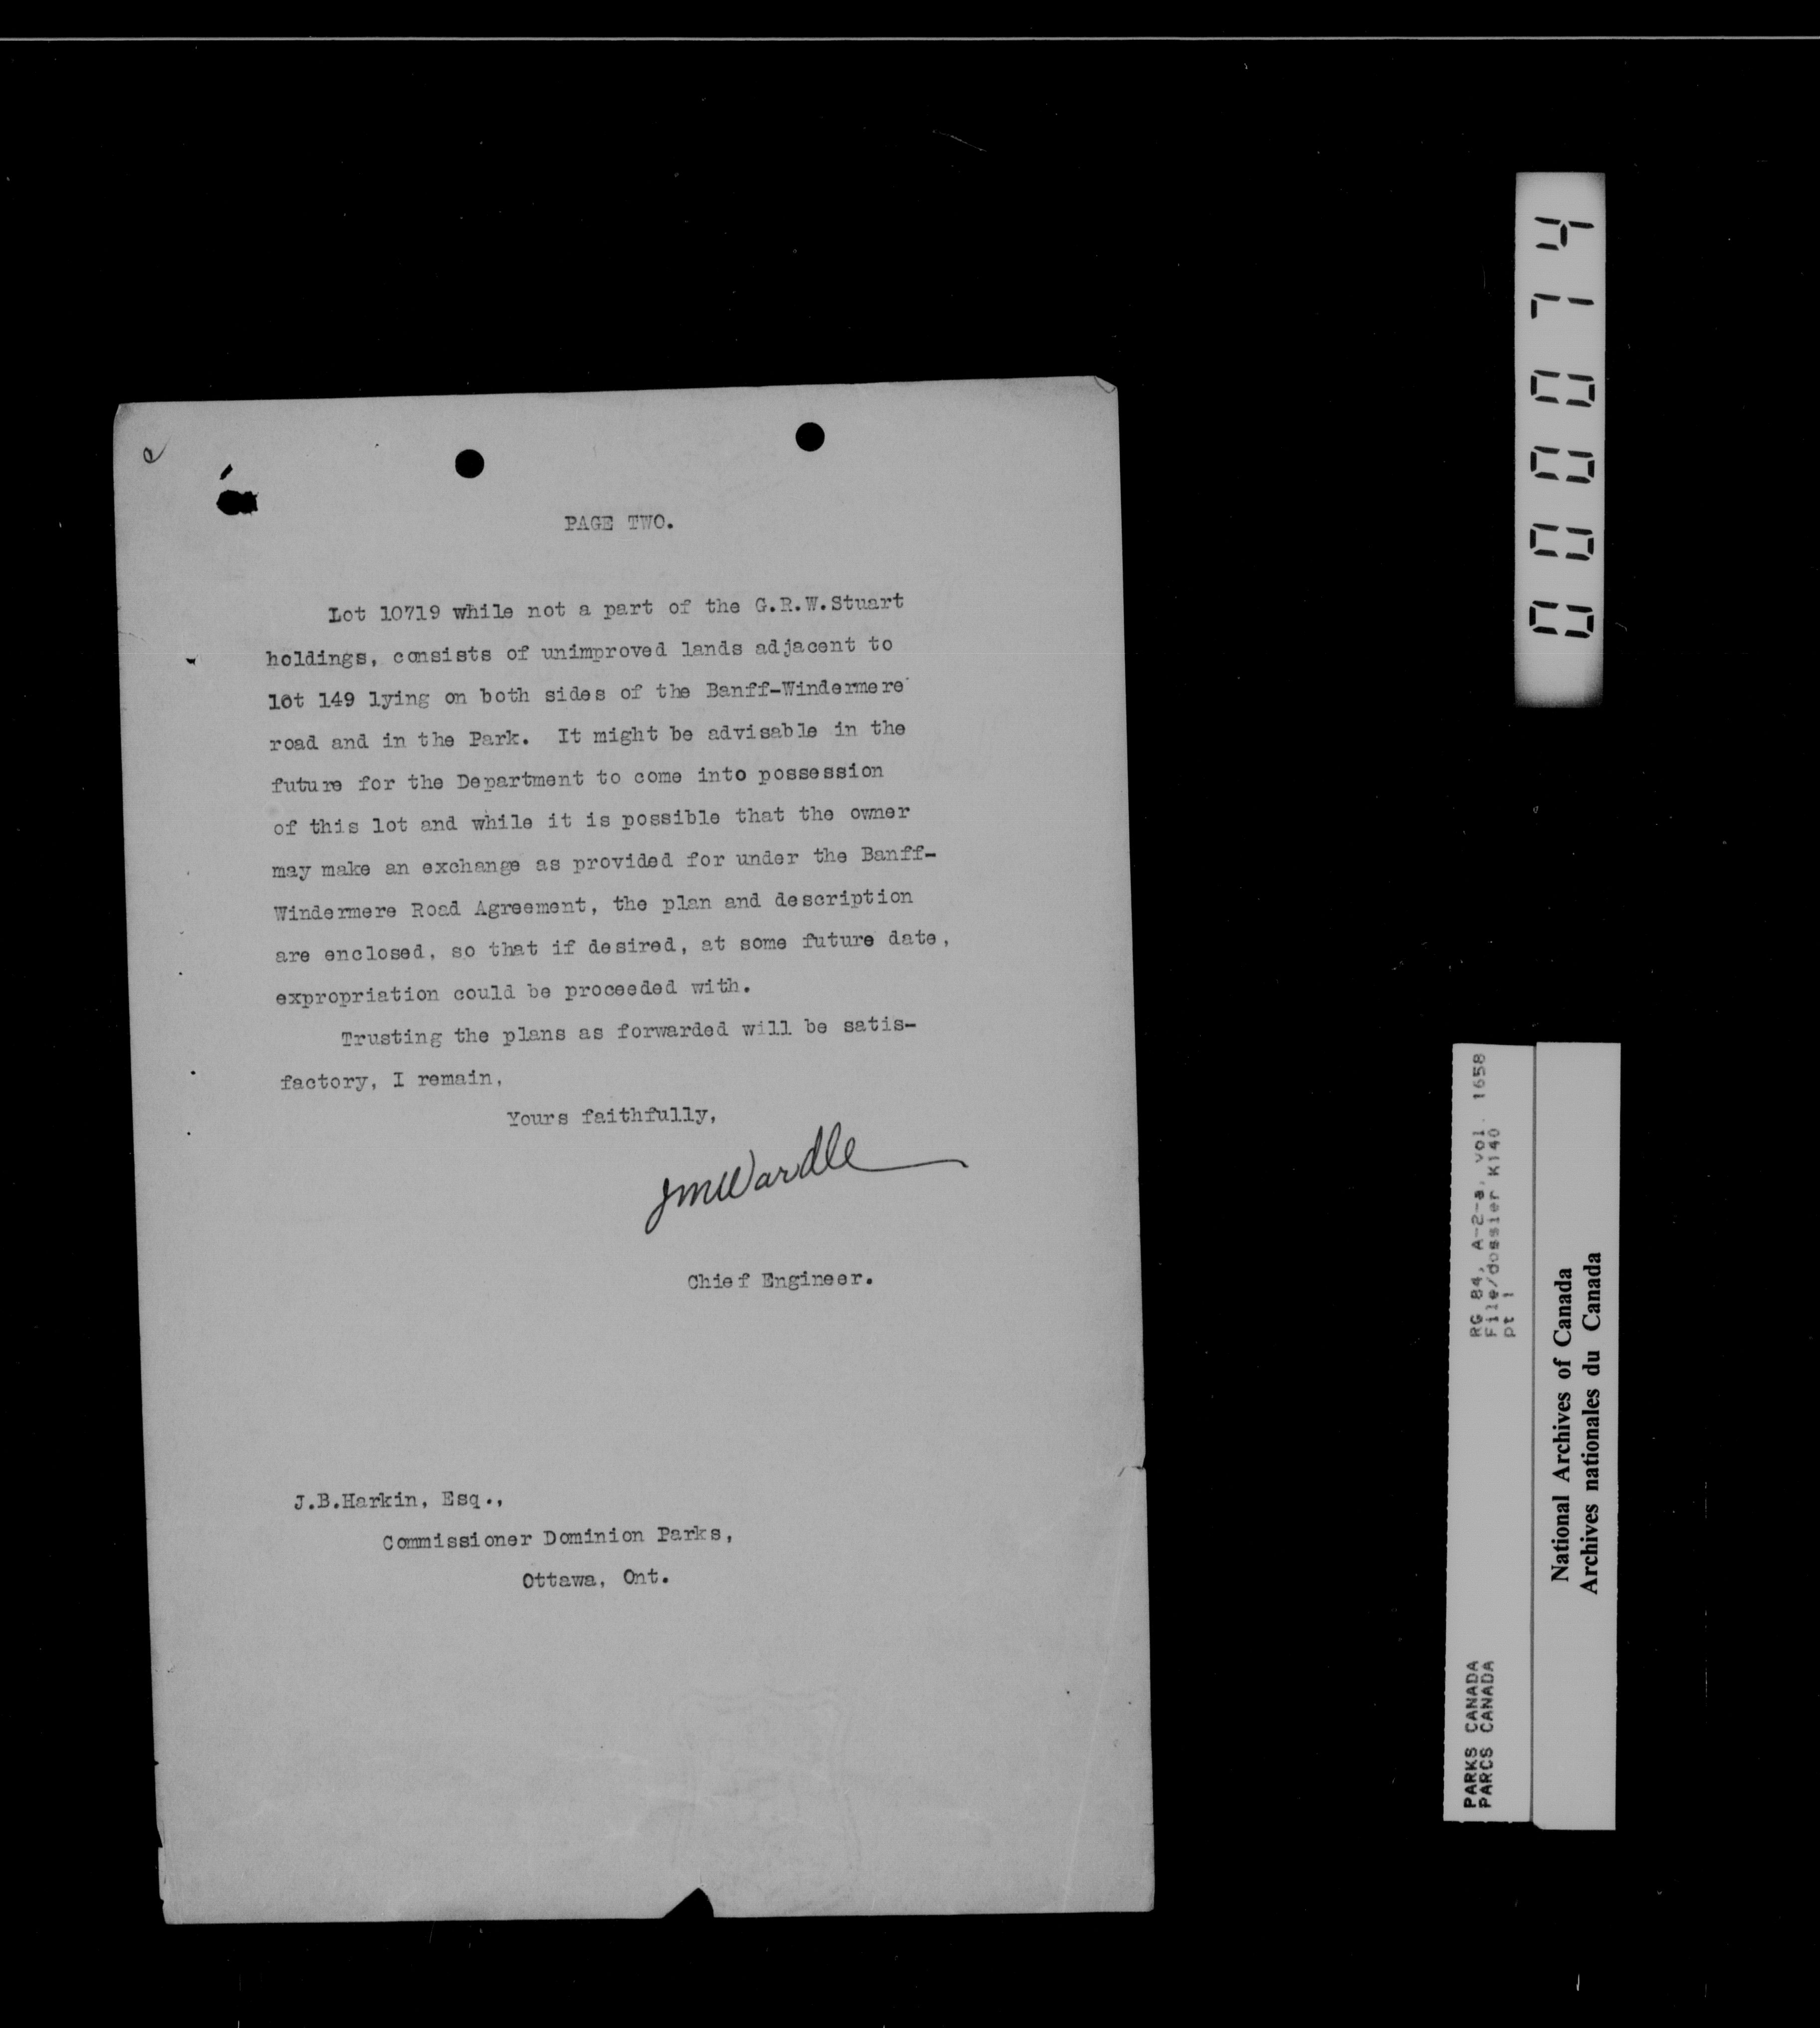 PAGE TWO.
Lot 10719 while not a part of the G.R.W.Stuart
holdings, consists of unimproved lands adjacent to
lot 149 lying on both sides of the Banff-Windermere
road and in the Park. It might be advisable in the
future for the Department to come into possession
of this lot and while it is possible that the owner
may make an exchange as provided for under the Banff-
Windermere Road Agreement, the plan and description
are enclosed, so that if desired, at some future date,
expropriation could be proceeded with.
Trusting the plans as forwarded will be satis-
factory, I remain,
Yours faithfully,
JMWardle
Chief Engineer.
J.B.Harkin, Esq.,
Commissioner Dominion Parks,
Ottawa, Ont.
000074
RG 84, A-2-a, vol. 1658
File/dossier K140
pt 1
PARKS CANADA
PARCS CANADA
National Archives of Canada
Archives nationales du Canada